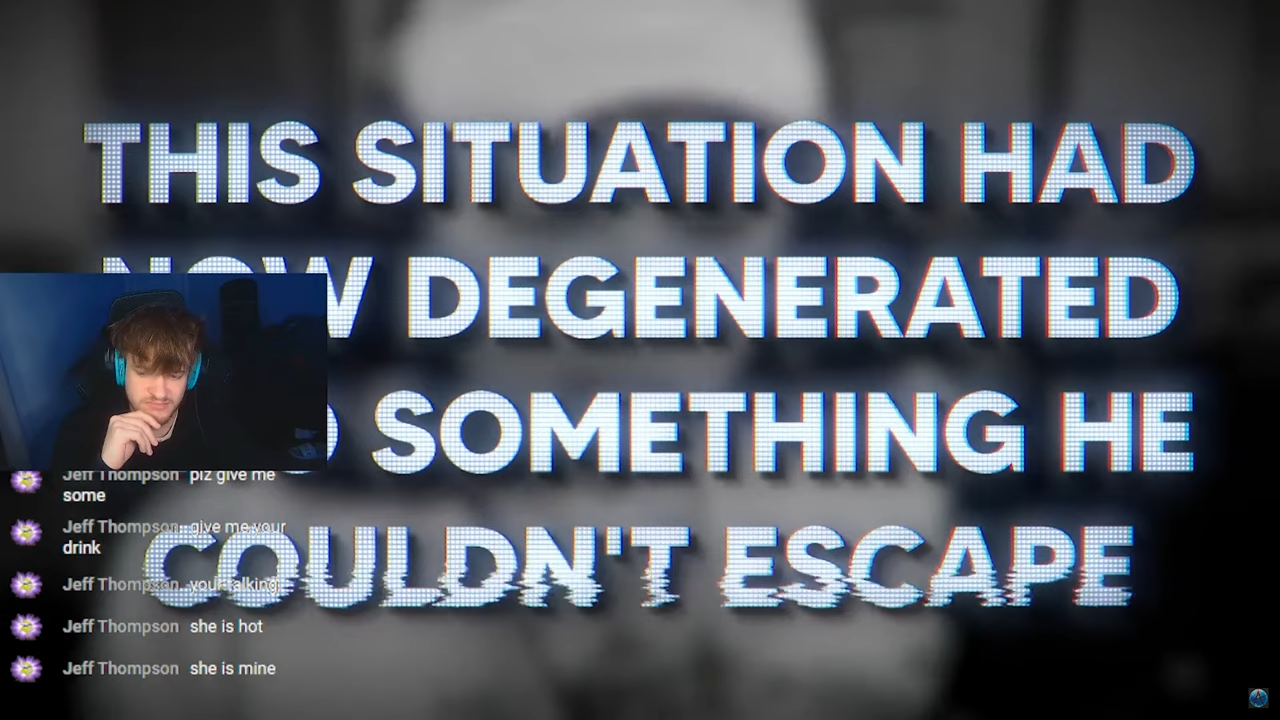 THIS SITUATION HAD
NOW DEGENERATED
SOMETHING HE
COULDN'T ESCAPE
Jeff Thompson plz give me
some
Jeff Thompson give me your
drink
Jeff Thompson your talking
Jeff Thompson she is hot
Jeff Thompson she is mine